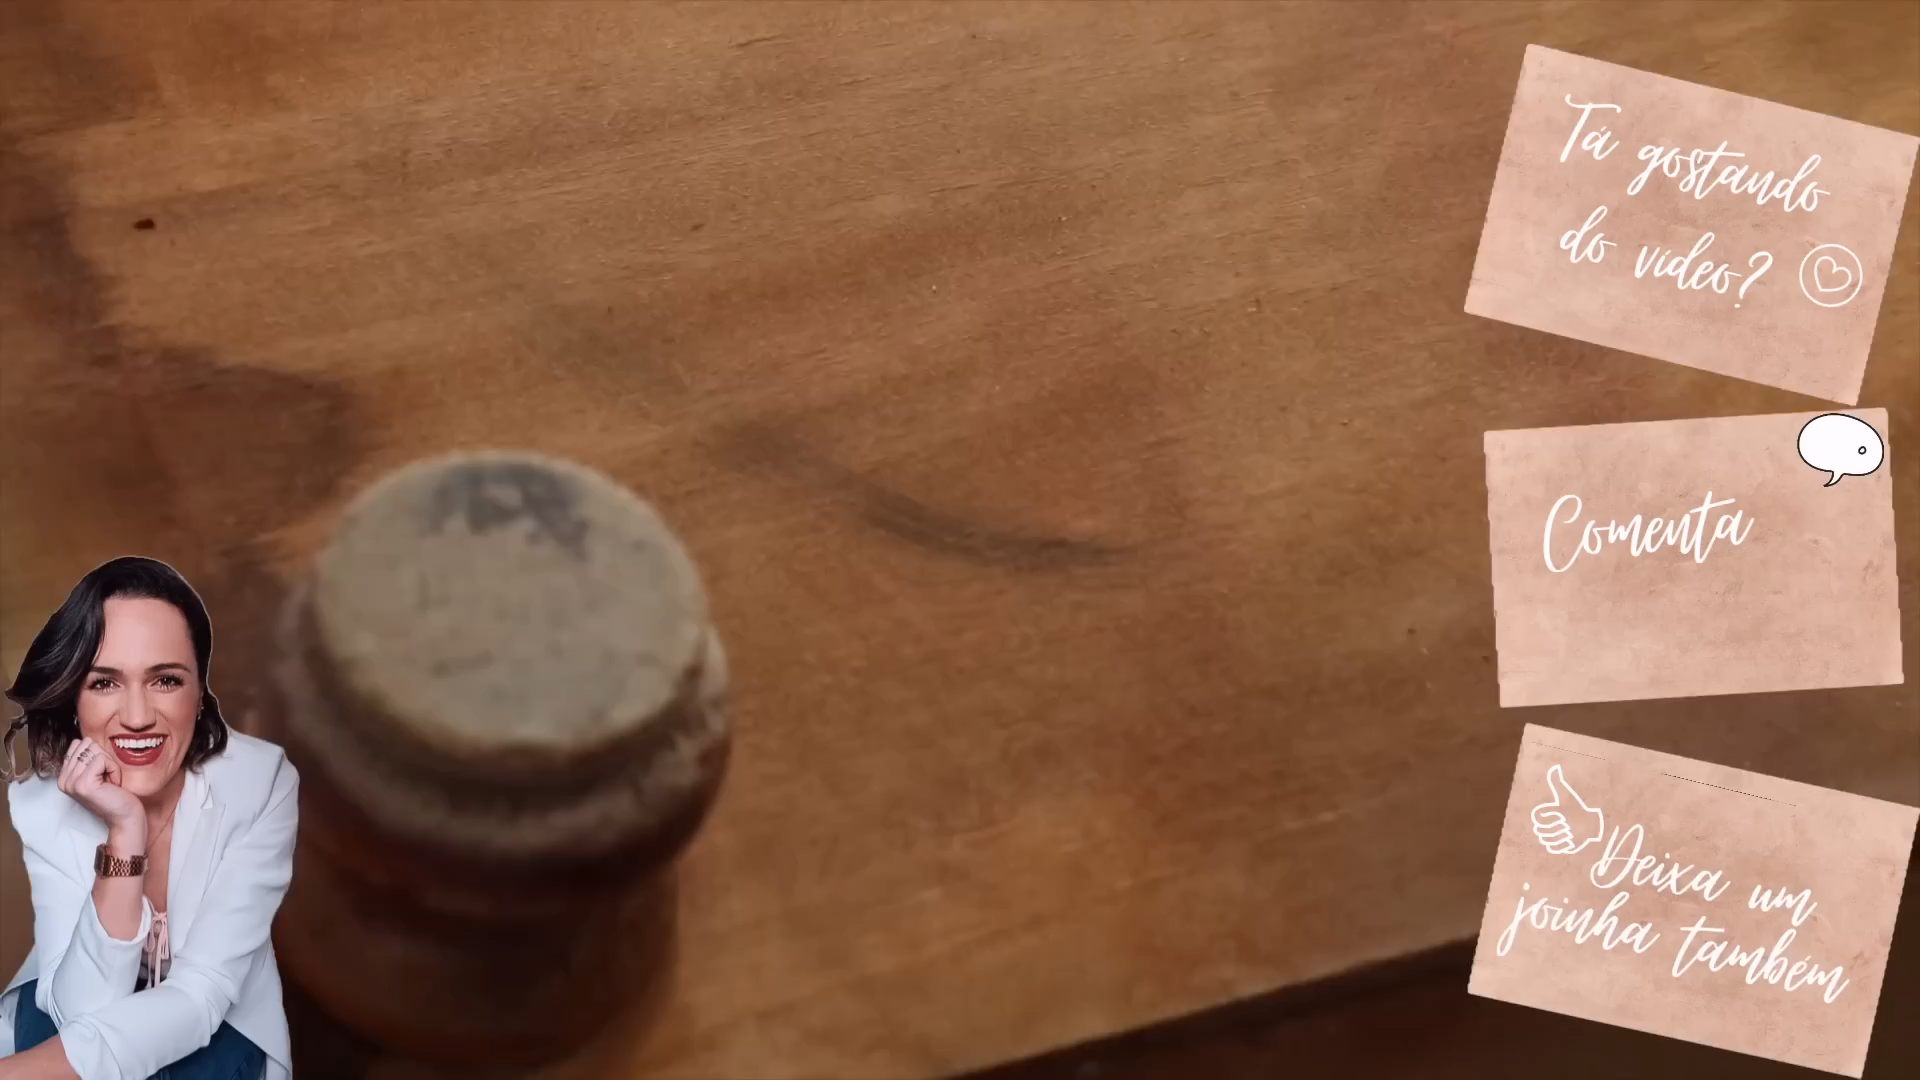 Tá gostando
do vídeo?
Comenta
Deixa um
joinha também